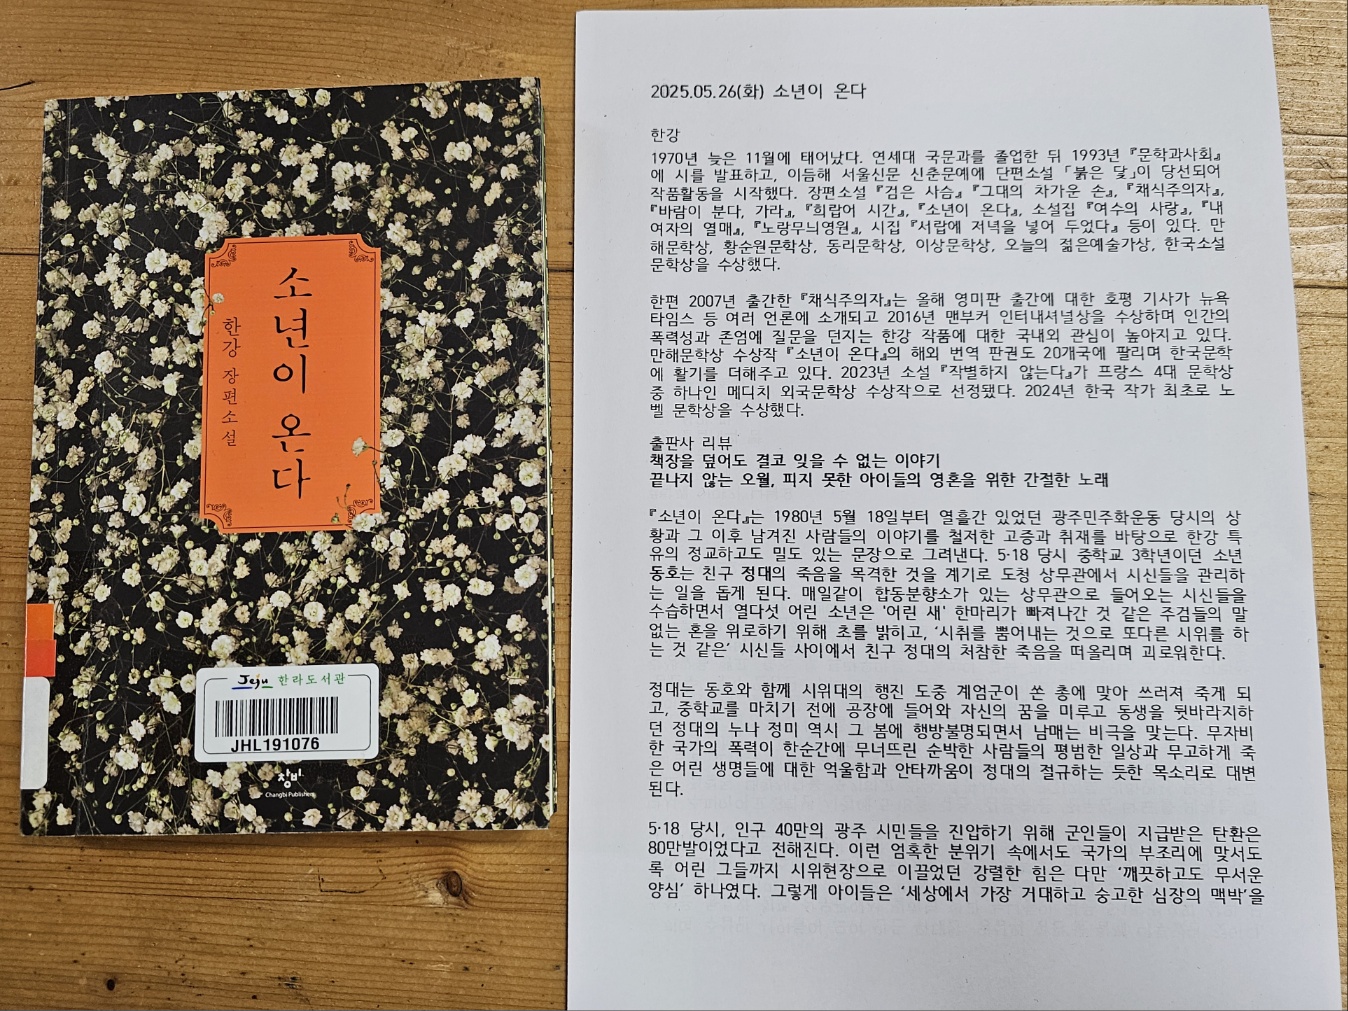 소년이 온다
한강 장편소설
Jeju 한라도서관
JHL191076
창비
Changbi Publishers
2025.05.26(화) 소년이 온다
한강
1970년 늦은 11월에 태어났다. 연세대 국문과를 졸업한 뒤 1993년 『문학과사회』
에 시를 발표하고, 이듬해 서울신문 신춘문예에 단편소설 「붉은 닻」이 당선되어
작품활동을 시작했다. 장편소설 『검은 사슴』 『그대의 차가운 손』, 『채식주의자』,
『바람이 분다, 가라』, 『희랍어 시간』, 『소년이 온다』, 소설집 『여수의 사랑』, 『내
여자의 열매』, 『노랑무늬영원』, 시집 『서랍에 저녁을 넣어 두었다』 등이 있다. 만
해문학상, 황순원문학상, 동리문학상, 이상문학상, 오늘의 젊은예술가상, 한국소설
문학상을 수상했다.
한편 2007년 출간한 『채식주의자』는 올해 영미판 출간에 대한 호평 기사가 뉴욕
타임스 등 여러 언론에 소개되고 2016년 맨부커 인터내셔널상을 수상하며 인간의
폭력성과 존엄에 질문을 던지는 한강 작품에 대한 국내외 관심이 높아지고 있다.
만해문학상 수상작 『소년이 온다』의 해외 번역 판권도 20개국에 팔리며 한국문학
에 활기를 더해주고 있다. 2023년 소설 『작별하지 않는다』가 프랑스 4대 문학상
중 하나인 메디치 외국문학상 수상작으로 선정됐다. 2024년 한국 작가 최초로 노
벨 문학상을 수상했다.
출판사 리뷰
책장을 덮어도 결코 잊을 수 없는 이야기
끝나지 않는 오월, 피지 못한 아이들의 영혼을 위한 간절한 노래
『소년이 온다』는 1980년 5월 18일부터 열흘간 있었던 광주민주화운동 당시의 상
황과 그 이후 남겨진 사람들의 이야기를 철저한 고증과 취재를 바탕으로 한강 특
유의 정교하고도 밀도 있는 문장으로 그려낸다. 5·18 당시 중학교 3학년이던 소년
동호는 친구 정대의 죽음을 목격한 것을 계기로 도청 상무관에서 시신들을 관리하
는 일을 돕게 된다. 매일같이 합동분향소가 있는 상무관으로 들어오는 시신들을
수습하면서 열다섯 어린 소년은 '어린 새' 한마리가 빠져나간 것 같은 주검들의 말
없는 혼을 위로하기 위해 초를 밝히고, '시취를 뿜어내는 것으로 또다른 시위를 하
는 것 같은' 시신들 사이에서 친구 정대의 처참한 죽음을 떠올리며 괴로워한다.
정대는 동호와 함께 시위대의 행진 도중 계엄군이 쏜 총에 맞아 쓰러져 죽게 되
고, 중학교를 마치기 전에 공장에 들어와 자신의 꿈을 미루고 동생을 뒷바라지하
던 정대의 누나 정미 역시 그 봄에 행방불명되면서 남매는 비극을 맞는다. 무자비
한 국가의 폭력이 한순간에 무너뜨린 순박한 사람들의 평범한 일상과 무고하게 죽
은 어린 생명들에 대한 억울함과 안타까움이 정대의 절규하는 듯한 목소리로 대변
된다.
5·18 당시, 인구 40만의 광주 시민들을 진압하기 위해 군인들이 지급받은 탄환은
80만발이었다고 전해진다. 이런 엄혹한 분위기 속에서도 국가의 부조리에 맞서도
록 어린 그들까지 시위현장으로 이끌었던 강렬한 힘은 다만 '깨끗하고도 무서운
양심' 하나였다. 그렇게 아이들은 '세상에서 가장 거대하고 숭고한 심장의 맥박'을